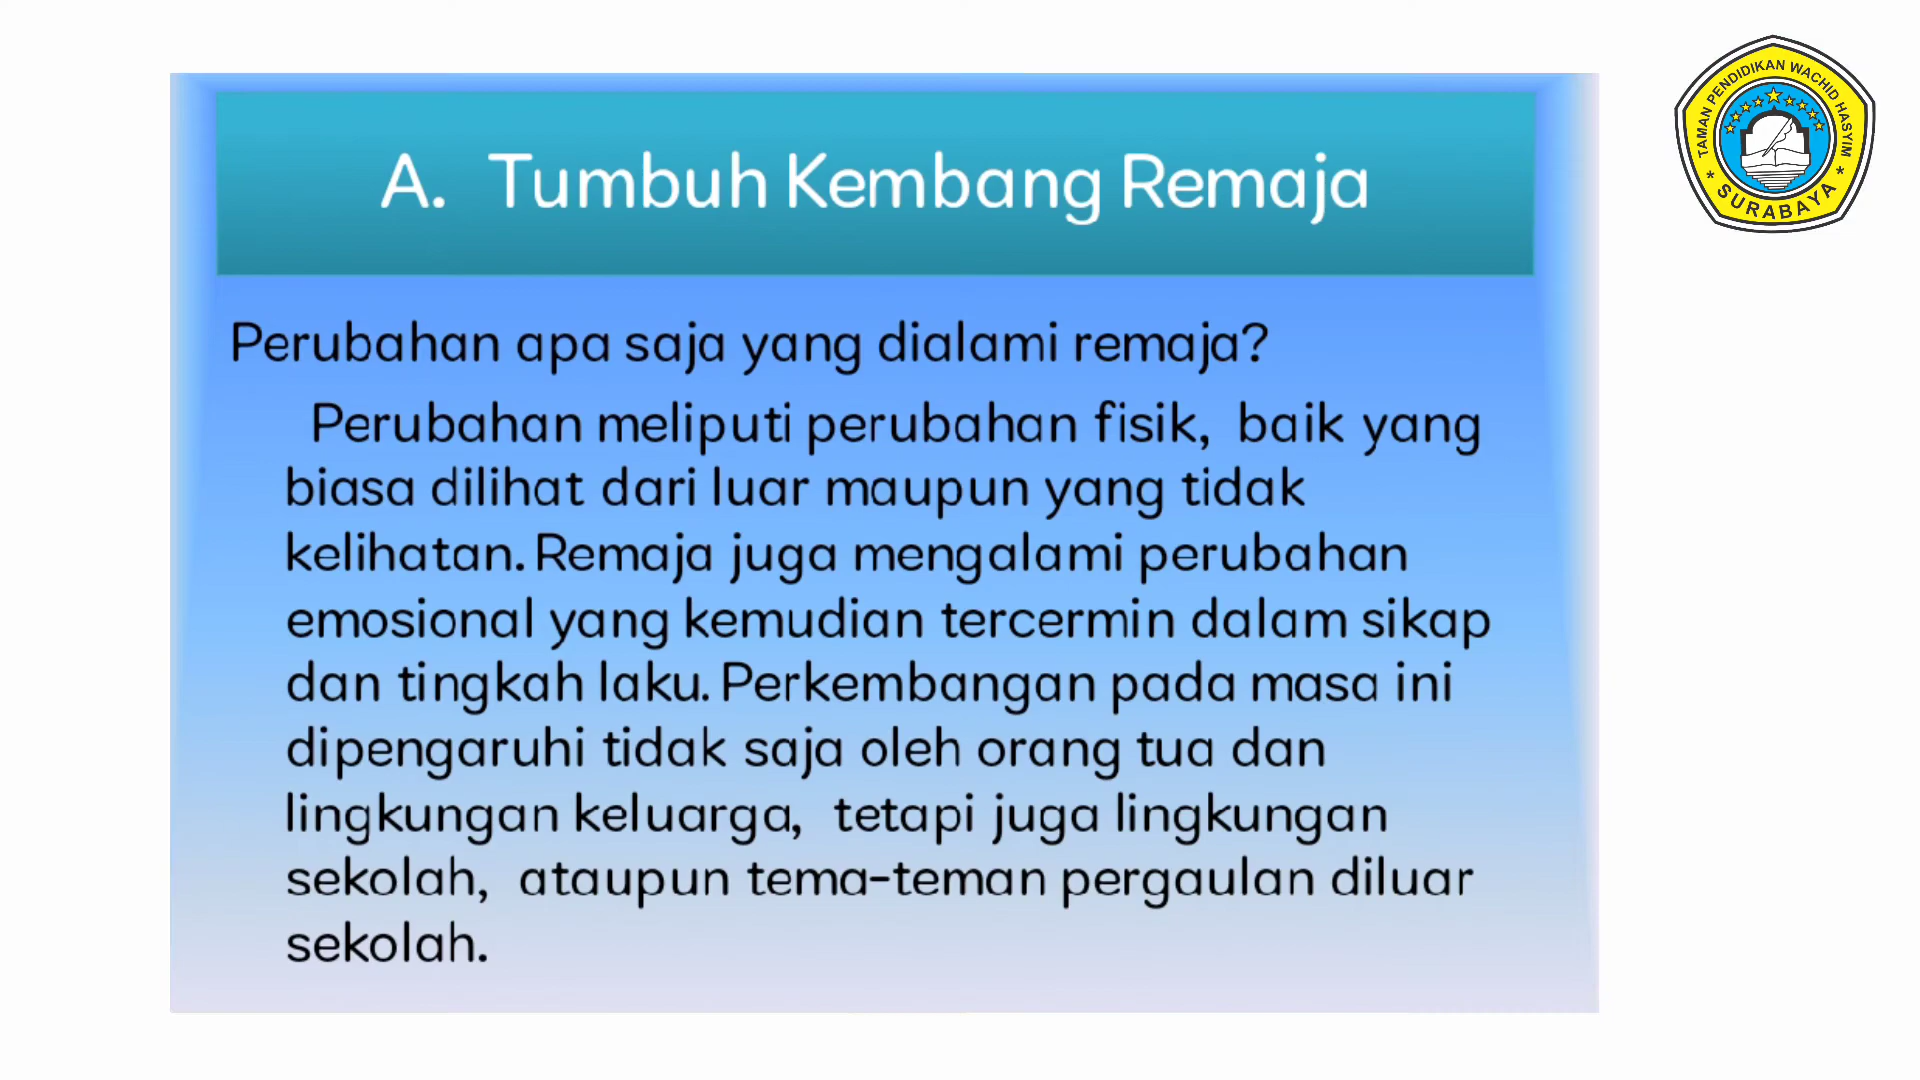 A. Tumbuh Kembang Remaja
Perubahan apa saja yang dialami remaja?
Perubahan meliputi perubahan fisik, baik yang
biasa dilihat dari luar maupun yang tidak
kelihatan. Remaja juga mengalami perubahan
emosional yang kemudian tercermin dalam sikap
dan tingkah laku. Perkembangan pada masa ini
dipengaruhi tidak saja oleh orang tua dan
lingkungan keluarga, tetapi juga lingkungan
sekolah, ataupun tema-teman pergaulan diluar
sekolah.
TAMAN PENDIDIKAN WACHID HASYIM
* SURABAYA *